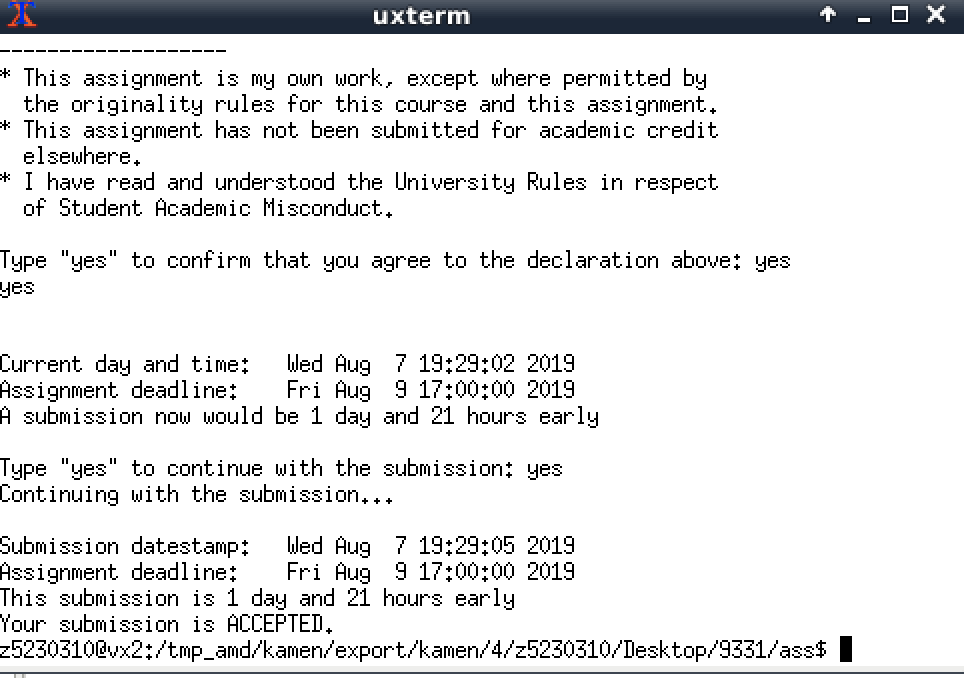 uxterm
-------------------
* This assignment is my own work, except where permitted by
  the originality rules for this course and this assignment.
* This assignment has not been submitted for academic credit
  elsewhere.
* I have read and understood the University Rules in respect
  of Student Academic Misconduct.
Type "yes" to confirm that you agree to the declaration above: yes
yes
Current day and time:   Wed Aug  7 19:29:02 2019
Assignment deadline:    Fri Aug  9 17:00:00 2019
A submission now would be 1 day and 21 hours early
Type "yes" to continue with the submission: yes
Continuing with the submission...
Submission datestamp:   Wed Aug  7 19:29:05 2019
Assignment deadline:    Fri Aug  9 17:00:00 2019
This submission is 1 day and 21 hours early
Your submission is ACCEPTED.
z5230310@vx2:/tmp_amd/kamen/export/kamen/4/z5230310/Desktop/9331/ass$